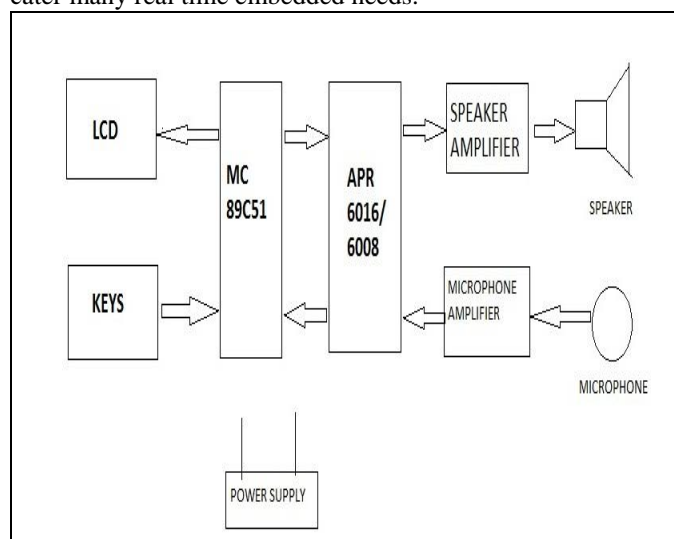 cater many real time embedded needs.
LCD
MC
89C51
APR
6016/
6008
SPEAKER
AMPLIFIER
SPEAKER
KEYS
MICROPHONE
AMPLIFIER
MICROPHONE
POWER SUPPLY